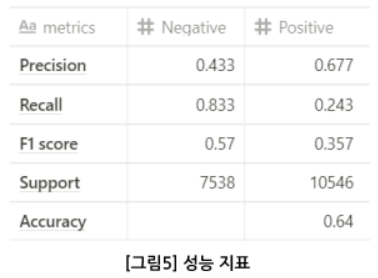 Aa metrics # Negative # Positive
Precision 0.433 0.677
Recall 0.833 0.243
F1 score 0.57 0.357
Support 7538 10546
Accuracy 0.64
[그림5] 성능 지표